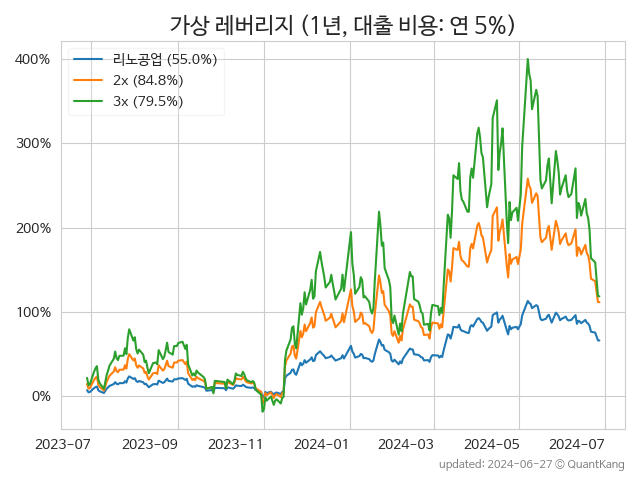 가상 레버리지 (1년, 대출 비용: 연 5%)
리노공업 (55.0%)
2x (84.8%)
3x (79.5%)
400%
300%
200%
100%
0%
2023-07 2023-09 2023-11 2024-01 2024-03 2024-05 2024-07
updated: 2024-06-27 © QuantKang